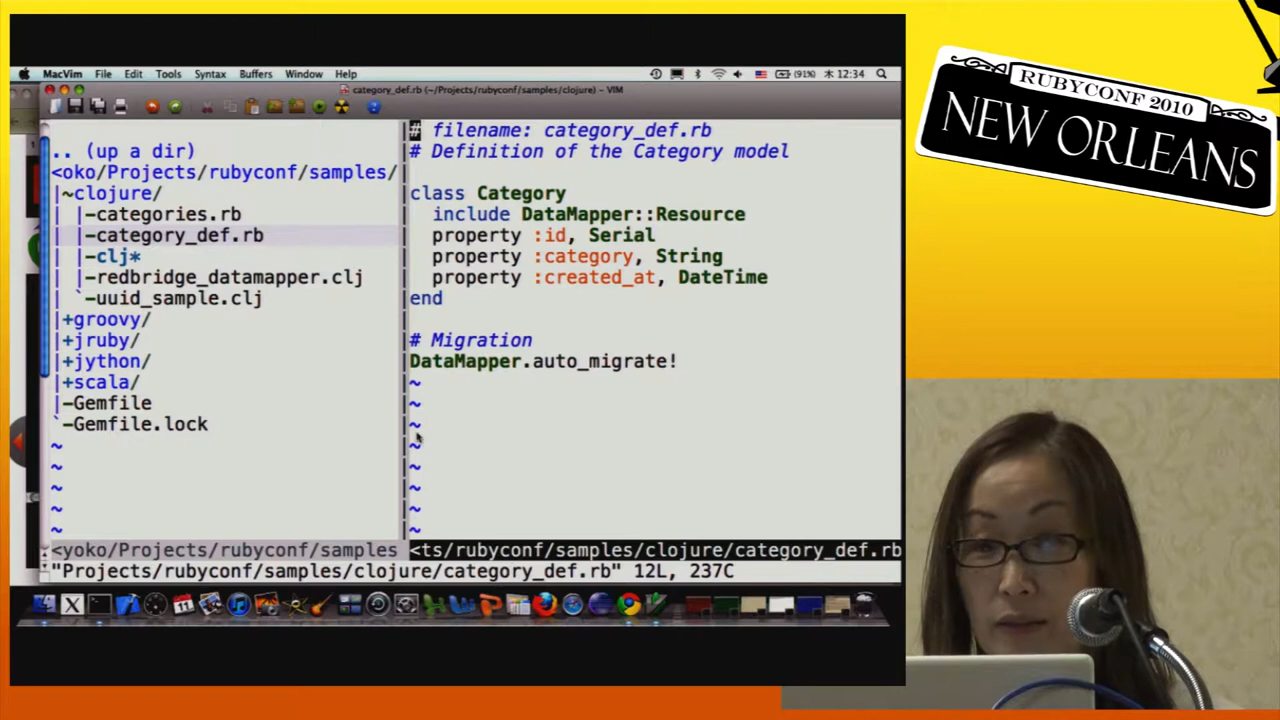 MacVim File Edit Tools Syntax Buffers Window Help
(91%) 木 12:34
category_def.rb (~/Projects/rubyconf/samples/clojure) - VIM
.. (up a dir)
<oko/Projects/rubyconf/samples/
|~clojure/
| |-categories.rb
| |-category_def.rb
| |-clj*
| |-redbridge_datamapper.clj
| `-uuid_sample.clj
|+groovy/
|+jruby/
|+jython/
|+scala/
|-Gemfile
`-Gemfile.lock
~
~
~
~
~
<yoko/Projects/rubyconf/samples
# filename: category_def.rb
# Definition of the Category model
class Category
include DataMapper::Resource
property :id, Serial
property :category, String
property :created_at, DateTime
end
# Migration
DataMapper.auto_migrate!
~
~
~
~
~
~
~
~
<ts/rubyconf/samples/clojure/category_def.rb
"Projects/rubyconf/samples/clojure/category_def.rb" 12L, 237C
RUBYCONF 2010
NEW ORLEANS